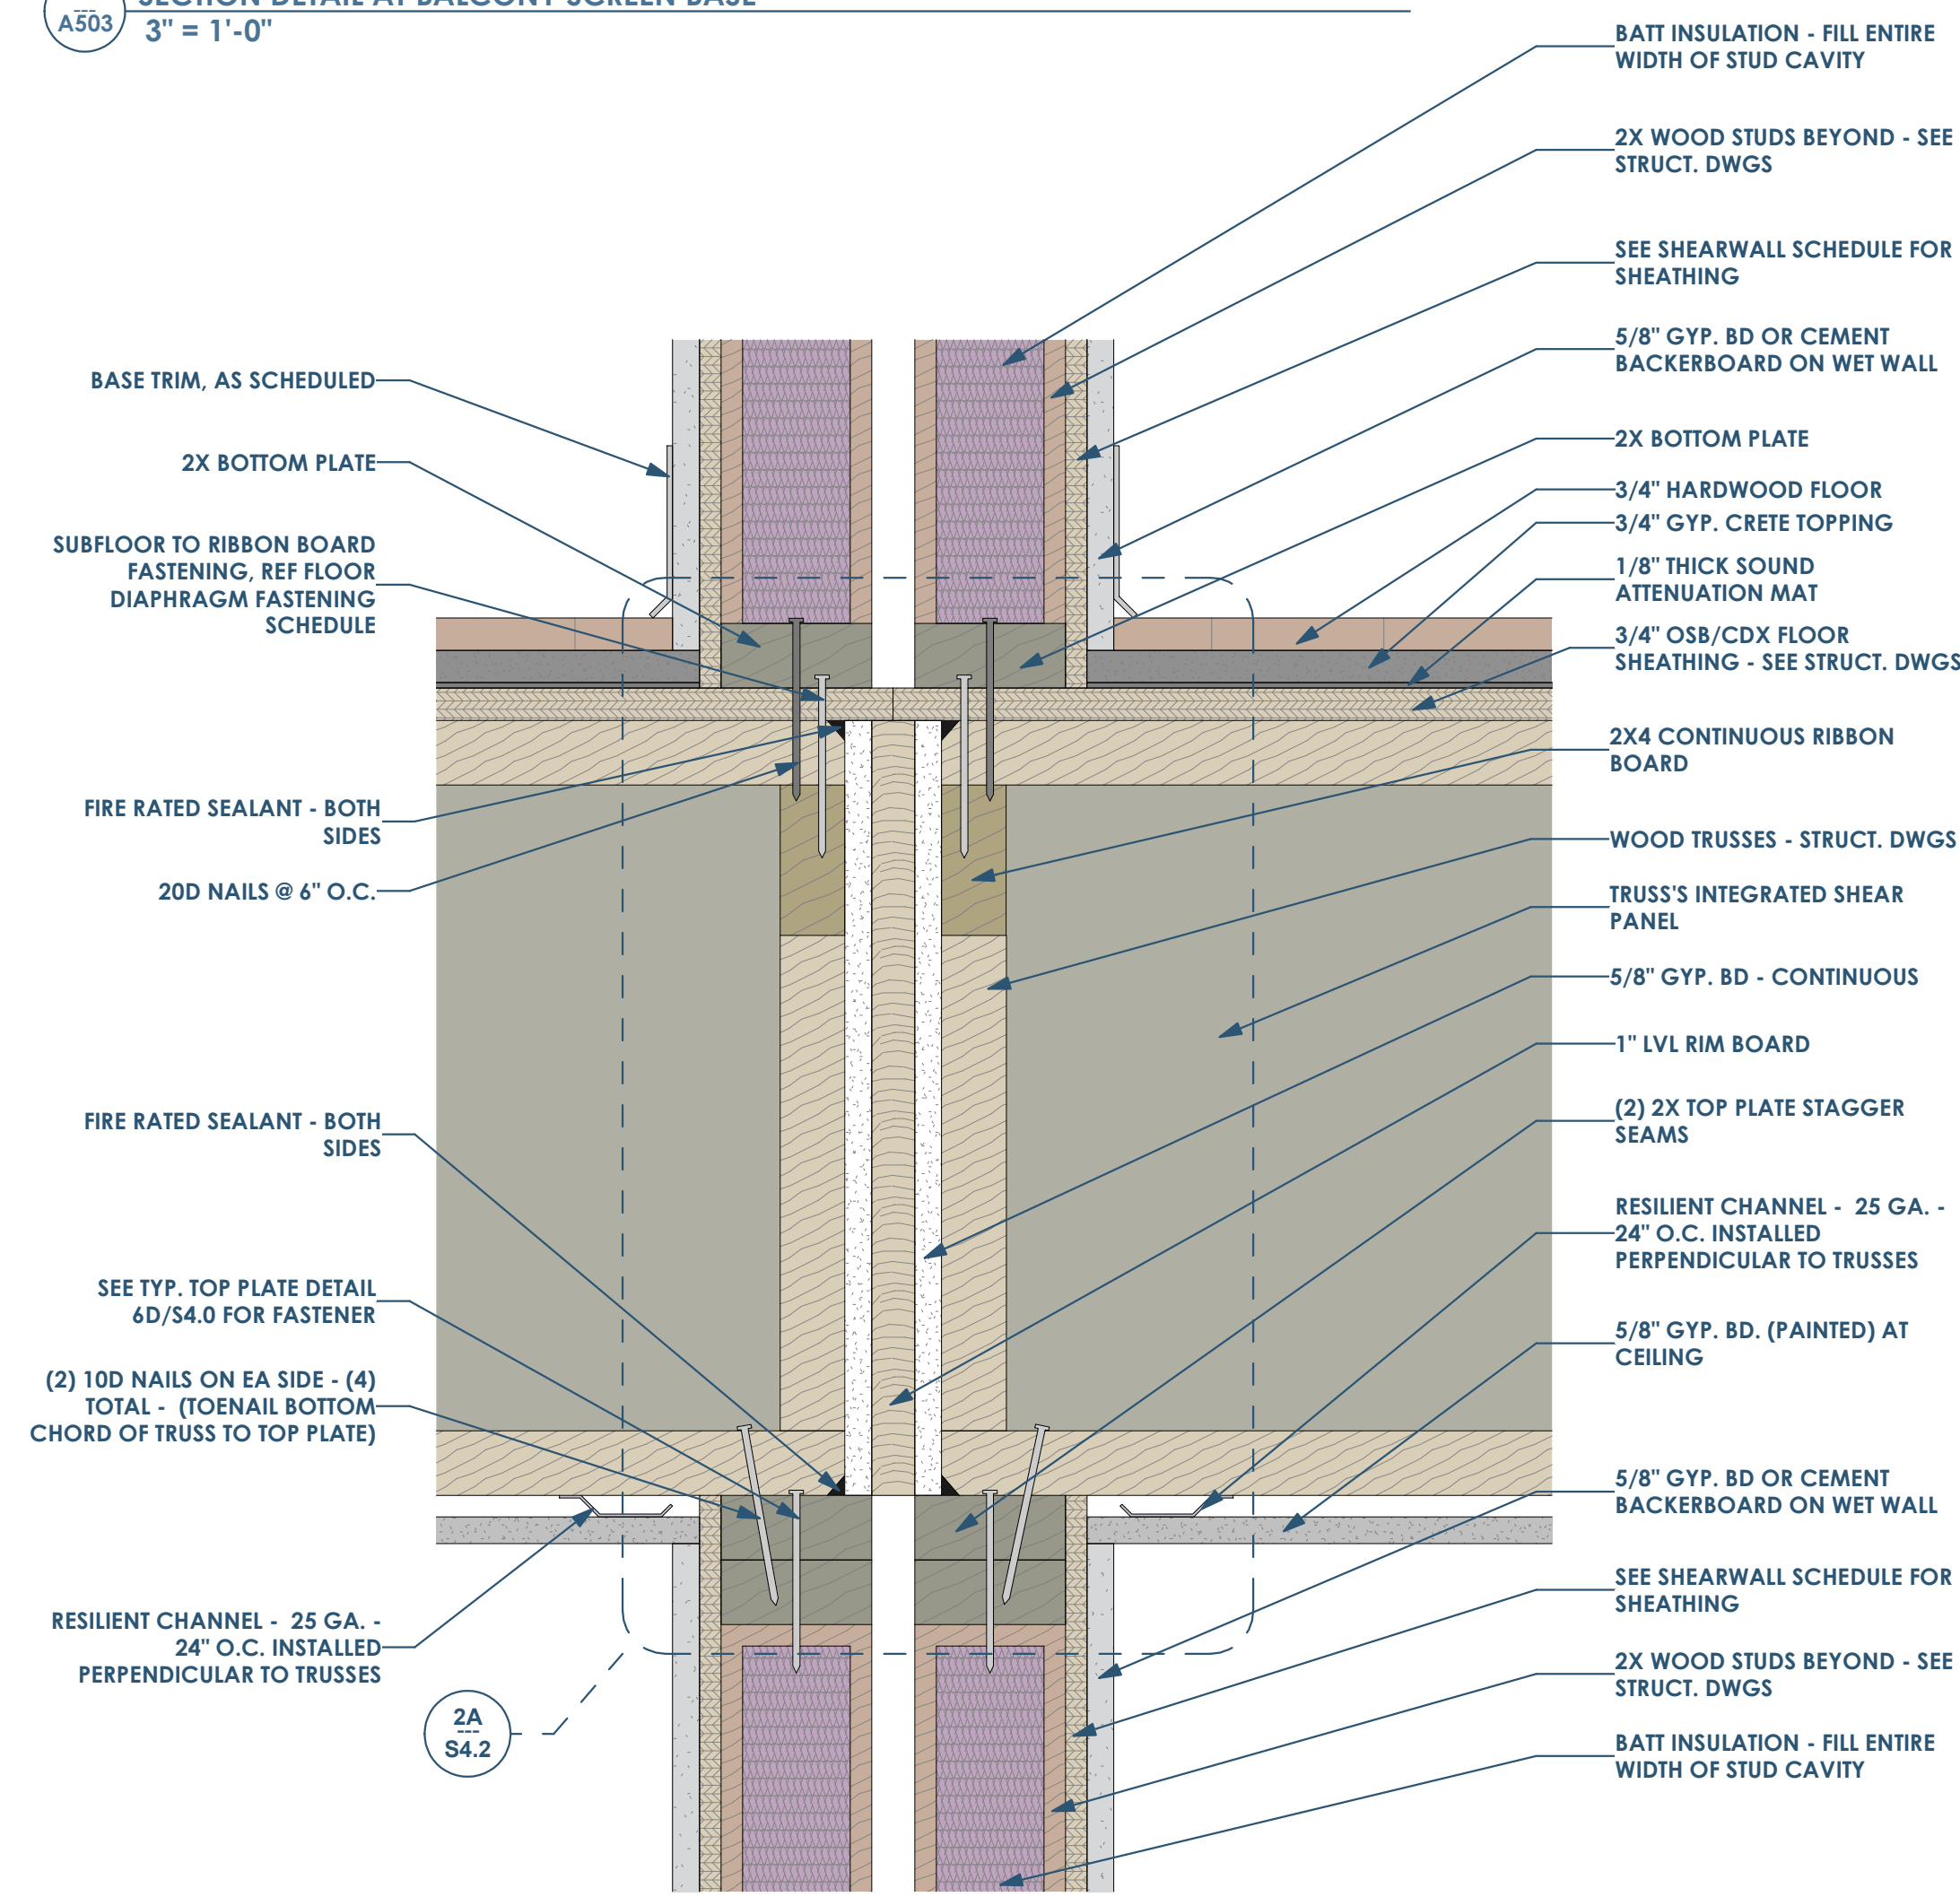 SECTION DETAIL AT BALCONY SCREEN BASE
---
A503
3" = 1'-0"
BASE TRIM, AS SCHEDULED
2X BOTTOM PLATE
SUBFLOOR TO RIBBON BOARD
FASTENING, REF FLOOR
DIAPHRAGM FASTENING
SCHEDULE
FIRE RATED SEALANT - BOTH
SIDES
20D NAILS @ 6" O.C.
FIRE RATED SEALANT - BOTH
SIDES
SEE TYP. TOP PLATE DETAIL
6D/S4.0 FOR FASTENER
(2) 10D NAILS ON EA SIDE - (4)
TOTAL - (TOENAIL BOTTOM
CHORD OF TRUSS TO TOP PLATE)
RESILIENT CHANNEL - 25 GA. -
24" O.C. INSTALLED
PERPENDICULAR TO TRUSSES
2A
---
S4.2
BATT INSULATION - FILL ENTIRE
WIDTH OF STUD CAVITY
2X WOOD STUDS BEYOND - SEE
STRUCT. DWGS
SEE SHEARWALL SCHEDULE FOR
SHEATHING
5/8" GYP. BD OR CEMENT
BACKERBOARD ON WET WALL
2X BOTTOM PLATE
3/4" HARDWOOD FLOOR
3/4" GYP. CRETE TOPPING
1/8" THICK SOUND
ATTENUATION MAT
3/4" OSB/CDX FLOOR
SHEATHING - SEE STRUCT. DWGS
2X4 CONTINUOUS RIBBON
BOARD
WOOD TRUSSES - STRUCT. DWGS
TRUSS'S INTEGRATED SHEAR
PANEL
5/8" GYP. BD - CONTINUOUS
1" LVL RIM BOARD
(2) 2X TOP PLATE STAGGER
SEAMS
RESILIENT CHANNEL - 25 GA. -
24" O.C. INSTALLED
PERPENDICULAR TO TRUSSES
5/8" GYP. BD. (PAINTED) AT
CEILING
5/8" GYP. BD OR CEMENT
BACKERBOARD ON WET WALL
SEE SHEARWALL SCHEDULE FOR
SHEATHING
2X WOOD STUDS BEYOND - SEE
STRUCT. DWGS
BATT INSULATION - FILL ENTIRE
WIDTH OF STUD CAVITY